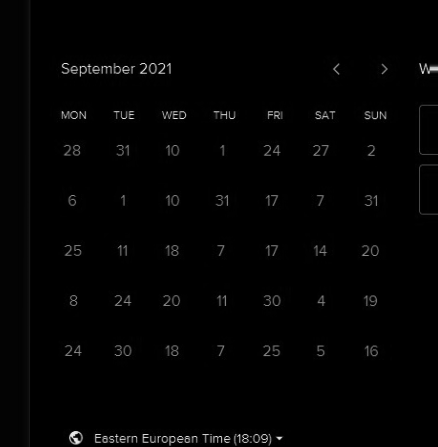 September 2021
MON TUE WED THU FRI SAT SUN
28 31 10 1 24 27 2
6 1 10 31 17 7 31
25 11 18 7 17 14 20
8 24 20 11 30 4 19
24 30 18 7 25 5 16
Eastern European Time (18:09)